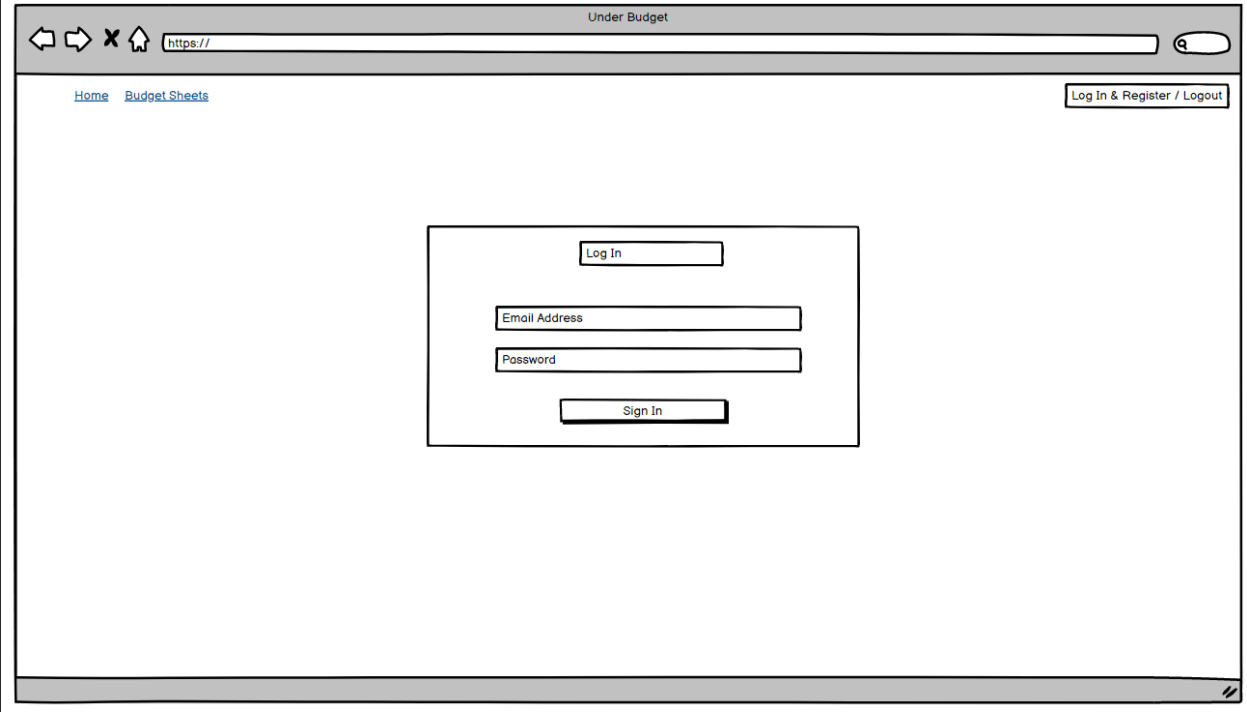 Under Budget
https://
Home Budget Sheets Log In & Register / Logout
Log In
Email Address
Password
Sign In